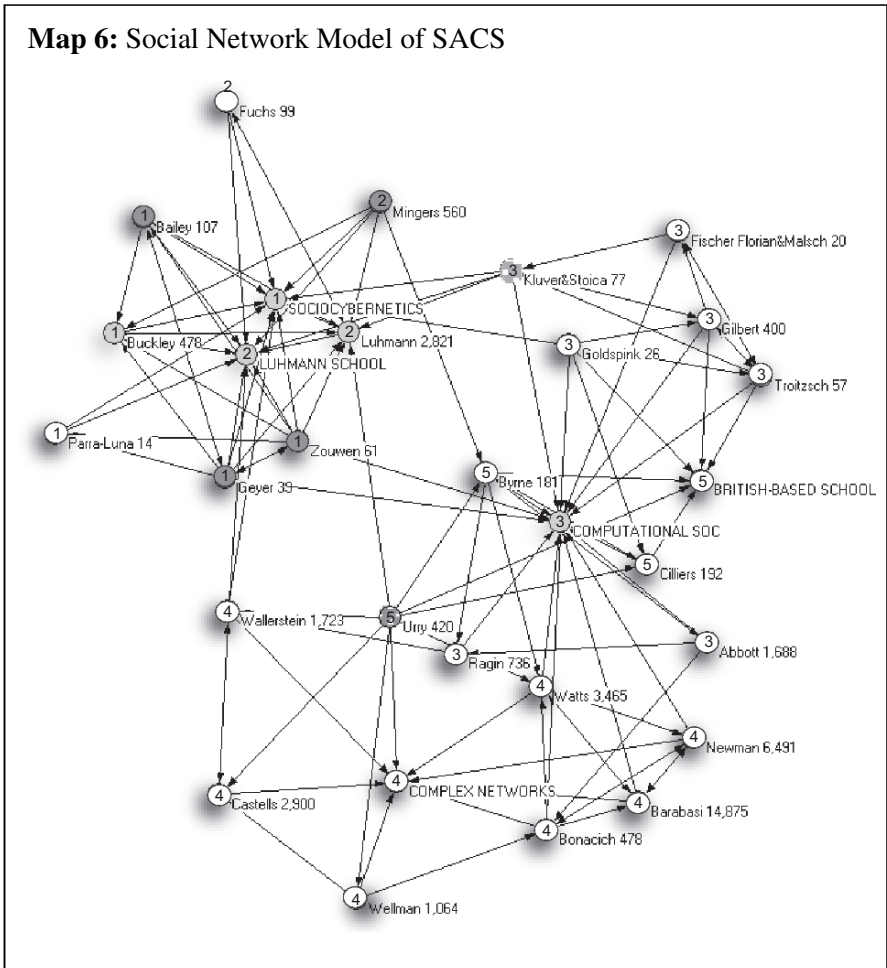 Map 6: Social Network Model of SACS
2
Fuchs 99
1
Bailey 107
2
Mingers 560
3
Fischer Florian&Malsch 20
3
Kluver&Stoica 77
1
SOCIOCYBERNETICS
3
Gilbert 400
1
Buckley 478
2
Luhmann 2,821
2
LUHMANN SCHOOL
3
Goldspink 26
3
Troitzsch 57
1
Parra-Luna 14
1
Zouwen 61
1
Geyer 39
5
Byrne 181
5
BRITISH-BASED SCHOOL
3
COMPUTATIONAL SOC
5
Cilliers 192
4
Wallerstein 1,723
5
Urry 420
3
Ragin 736
3
Abbott 1,688
4
Watts 3,465
4
Newman 6,491
4
COMPLEX NETWORKS
4
Castells 2,900
4
Barabasi 14,875
4
Bonacich 478
4
Wellman 1,064